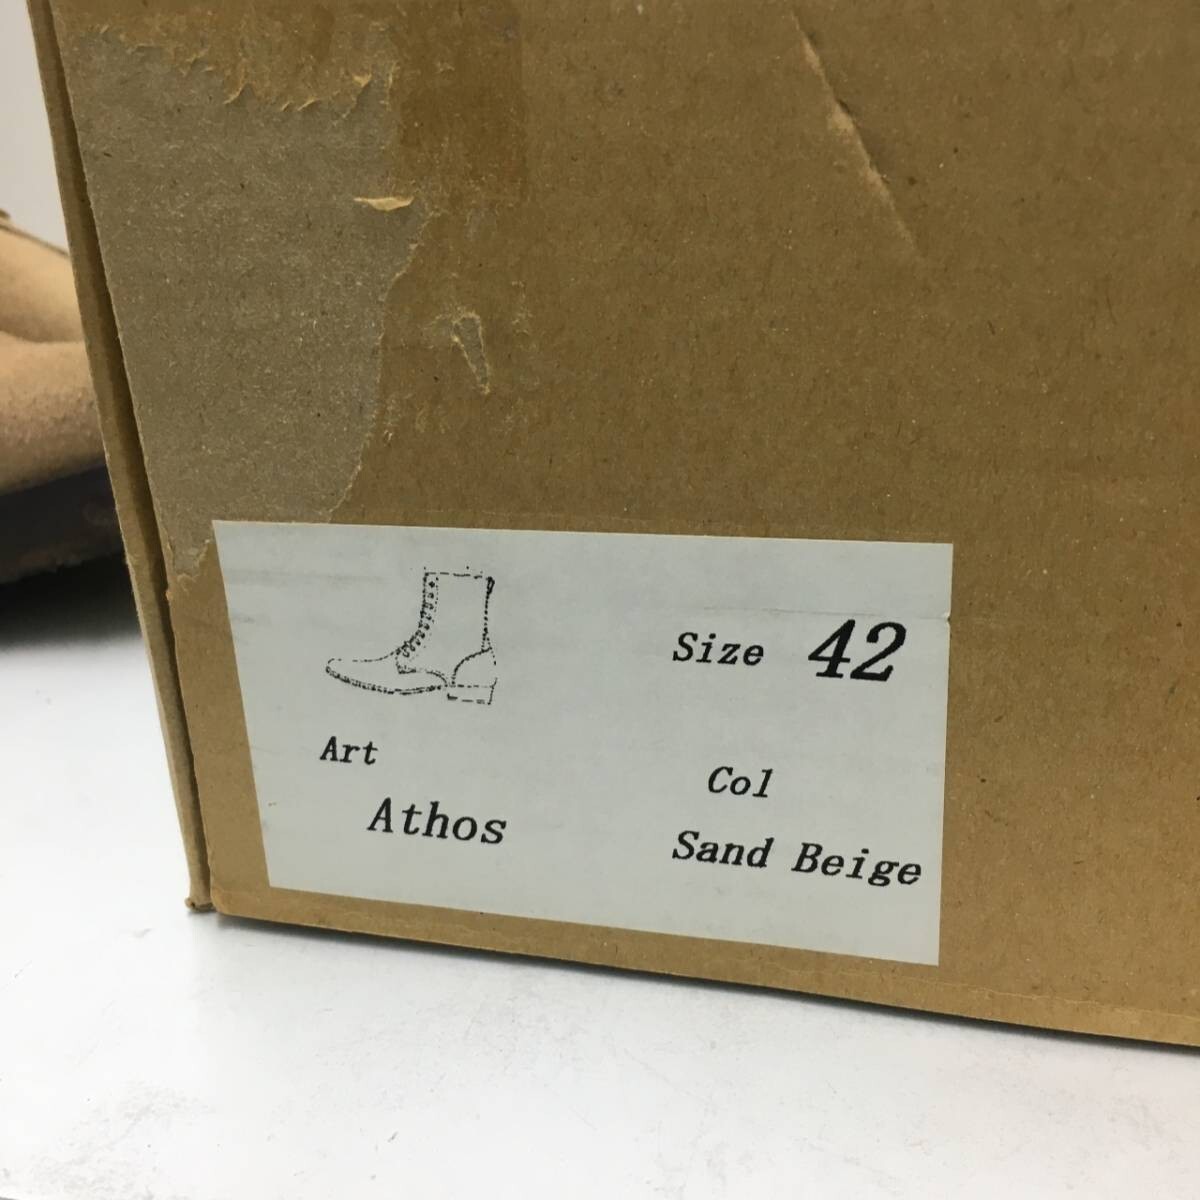 Size 42
Art
Athos
Col
Sand Beige